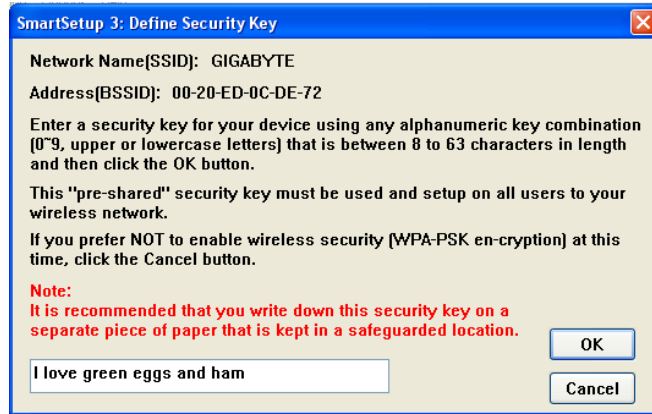 SmartSetup 3: Define Security Key
Network Name(SSID): GIGABYTE
Address(BSSID): 00-20-ED-0C-DE-72
Enter a security key for your device using any alphanumeric key combination
(0~9, upper or lowercase letters) that is between 8 to 63 characters in length
and then click the OK button.
This "pre-shared" security key must be used and setup on all users to your
wireless network.
If you prefer NOT to enable wireless security (WPA-PSK en-cryption) at this
time, click the Cancel button.
Note:
It is recommended that you write down this security key on a
separate piece of paper that is kept in a safeguarded location.
OK
I love green eggs and ham
Cancel